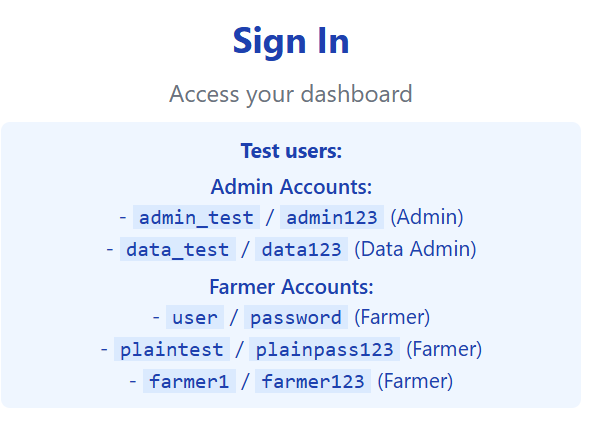 Sign In
Access your dashboard
Test users:
Admin Accounts:
- admin_test / admin123 (Admin)
- data_test / data123 (Data Admin)
Farmer Accounts:
- user / password (Farmer)
- plaintest / plainpass123 (Farmer)
- farmer1 / farmer123 (Farmer)